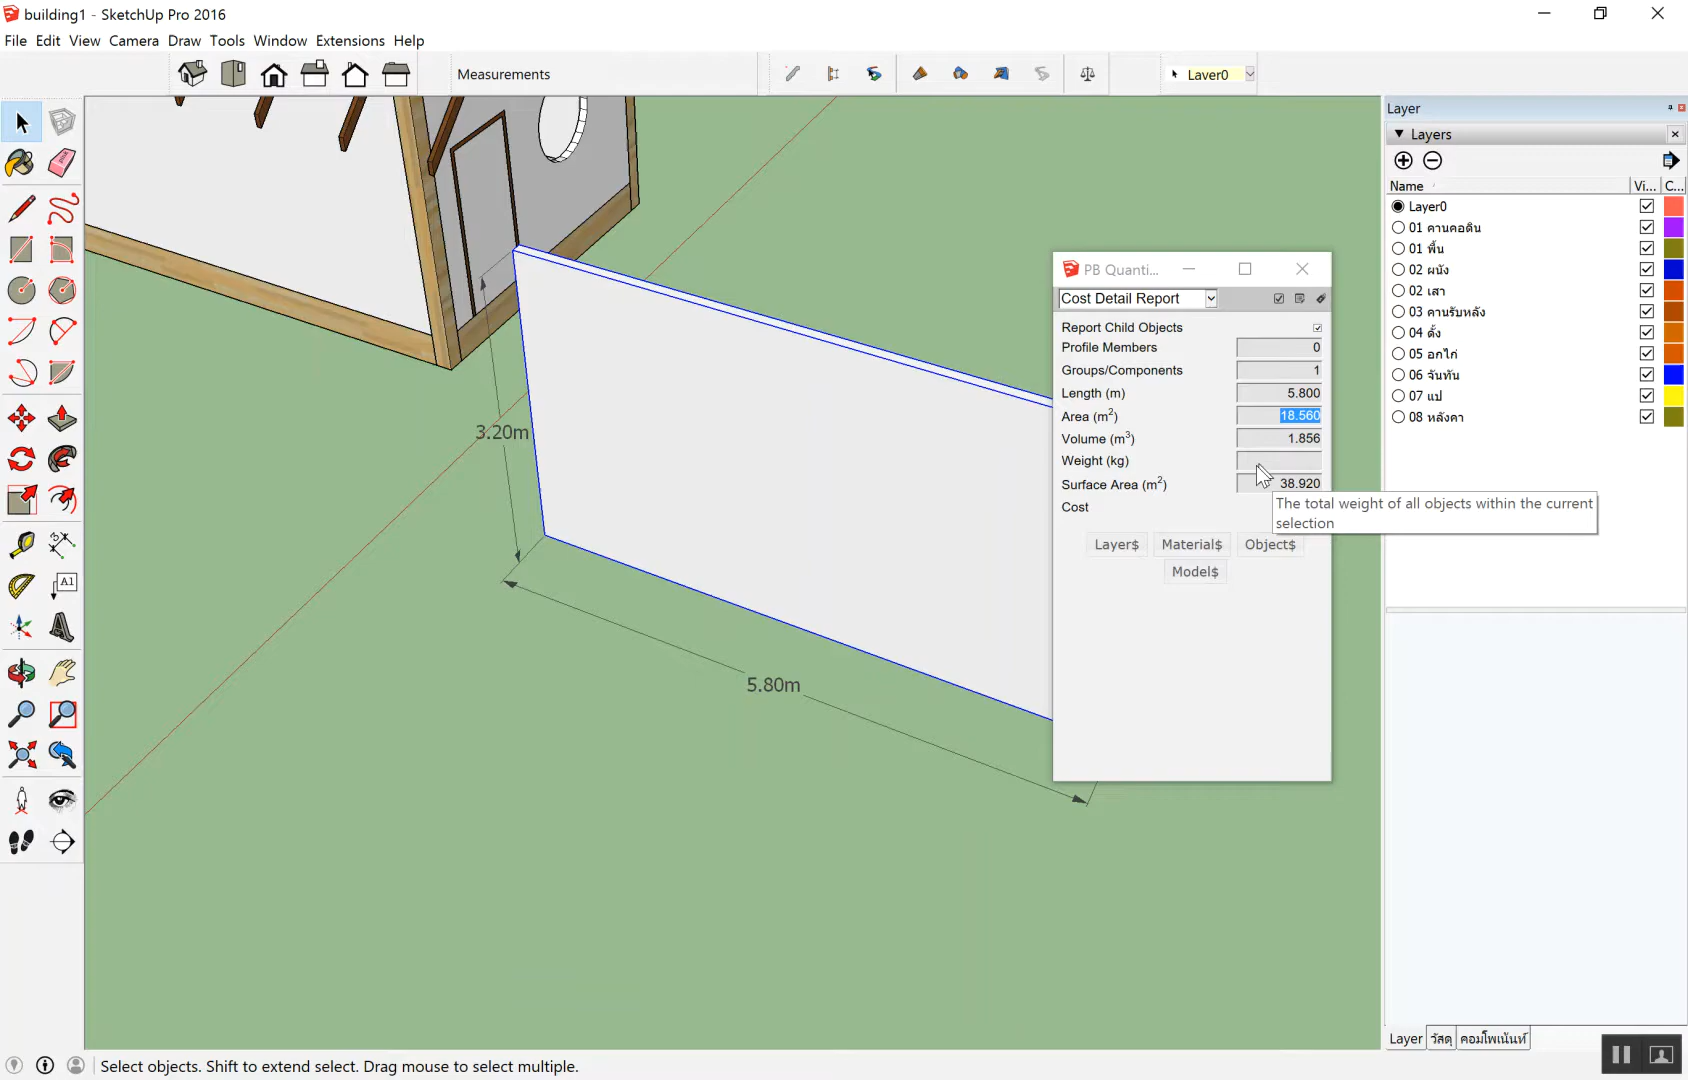 building1 - SketchUp Pro 2016
File Edit View Camera Draw Tools Window Extensions Help
Measurements
Layer0
Layer
Layers
Name Vi... C...
Layer0
01 คานคอดิน
01 พื้น
02 ผนัง
02 เสา
03 คานรับหลัง
04 ดั้ง
05 อกไก่
06 จันทัน
07 แป
08 หลังคา
PB Quanti...
Cost Detail Report
Report Child Objects
Profile Members 0
Groups/Components 1
Length (m) 5.800
Area (m²) 18.560
Volume (m³) 1.856
Weight (kg)
Surface Area (m²) 38.920
Cost
The total weight of all objects within the current
selection
Layer$ Material$ Object$
Model$
3.20m
5.80m
A1
Layer วัสดุ คอมโพเน้นท์
Select objects. Shift to extend select. Drag mouse to select multiple.